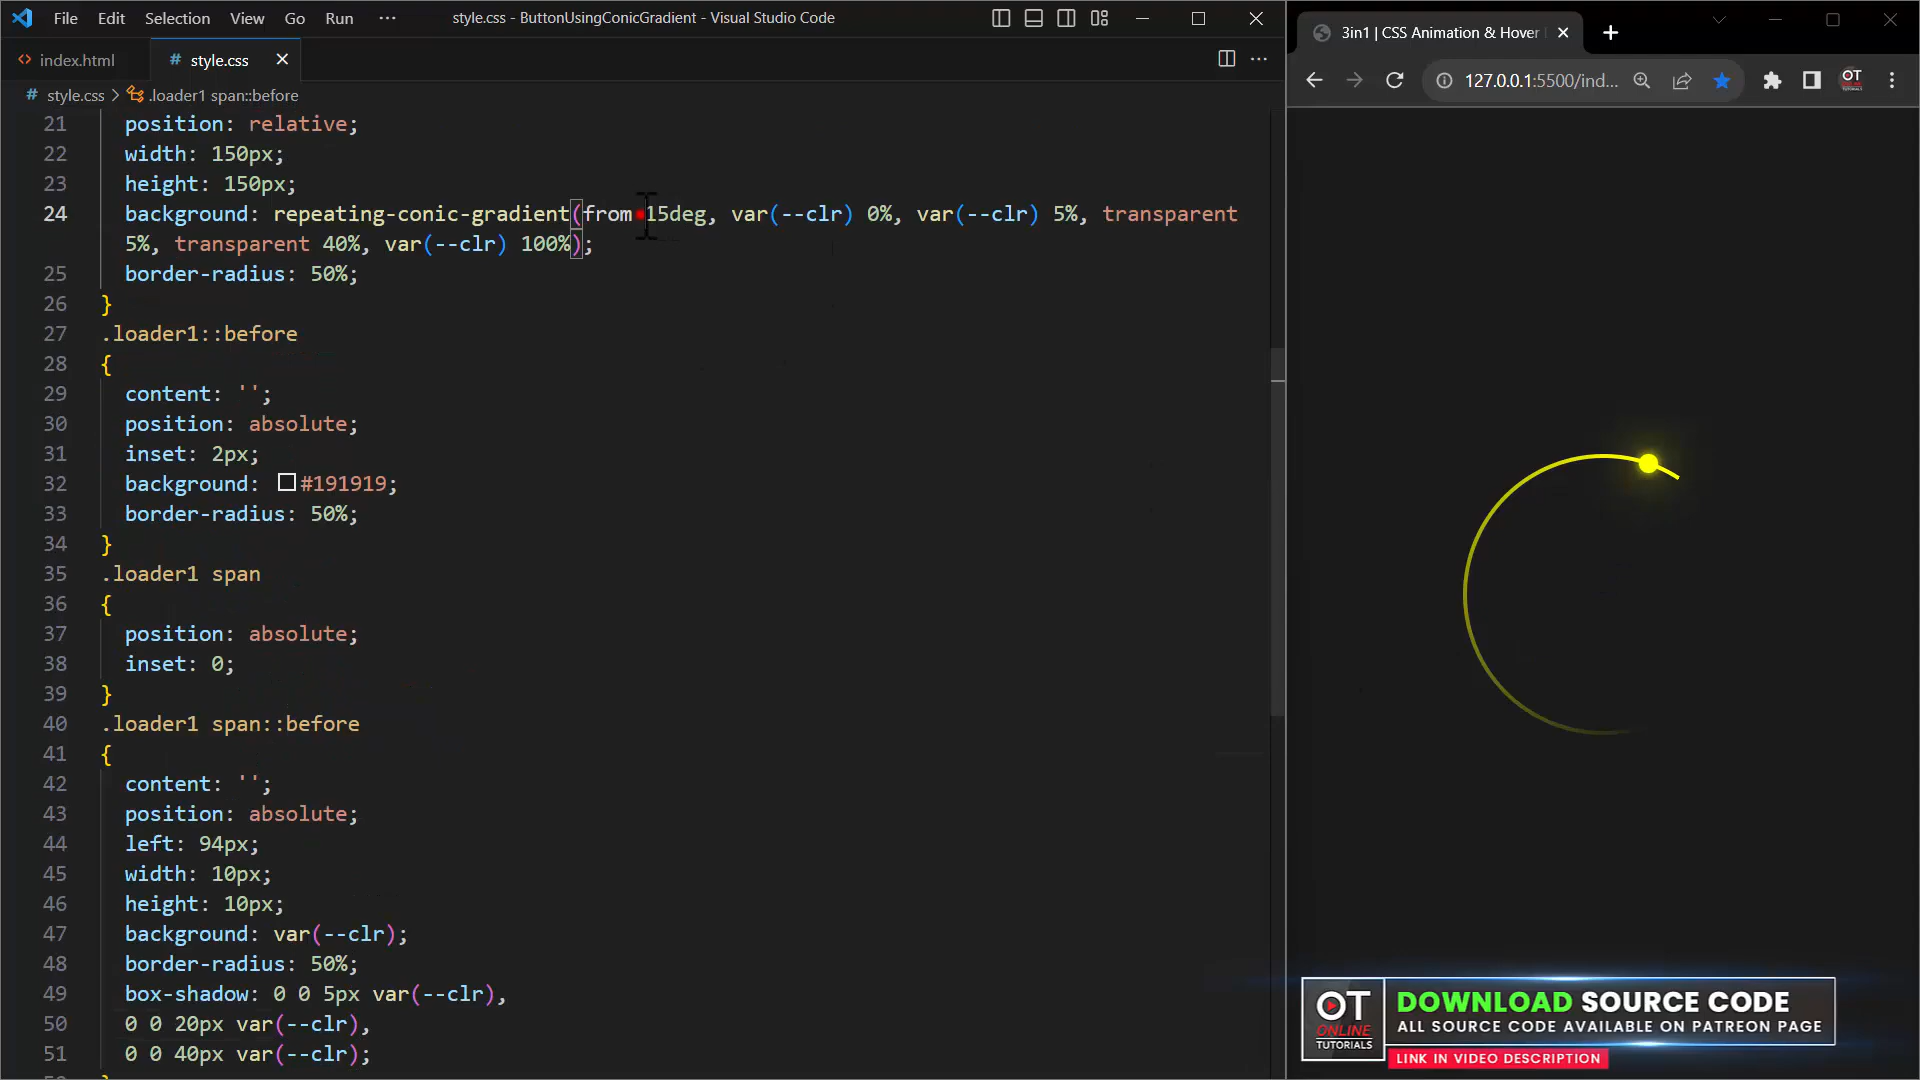 File Edit Selection View Go Run ··· style.css - ButtonUsingConicGradient - Visual Studio Code
index.html # style.css
# style.css > .loader1 span::before
21 position: relative;
22 width: 150px;
23 height: 150px;
24 background: repeating-conic-gradient(from 15deg, var(--clr) 0%, var(--clr) 5%, transparent
5%, transparent 40%, var(--clr) 100%);
25 border-radius: 50%;
26 }
27 .loader1::before
28 {
29 content: '';
30 position: absolute;
31 inset: 2px;
32 background: #191919;
33 border-radius: 50%;
34 }
35 .loader1 span
36 {
37 position: absolute;
38 inset: 0;
39 }
40 .loader1 span::before
41 {
42 content: '';
43 position: absolute;
44 left: 94px;
45 width: 10px;
46 height: 10px;
47 background: var(--clr);
48 border-radius: 50%;
49 box-shadow: 0 0 5px var(--clr),
50 0 0 20px var(--clr),
51 0 0 40px var(--clr);
3in1 | CSS Animation & Hover
127.0.0.1:5500/ind...
OT
OT
ONLINE
TUTORIALS
DOWNLOAD SOURCE CODE
ALL SOURCE CODE AVAILABLE ON PATREON PAGE
LINK IN VIDEO DESCRIPTION